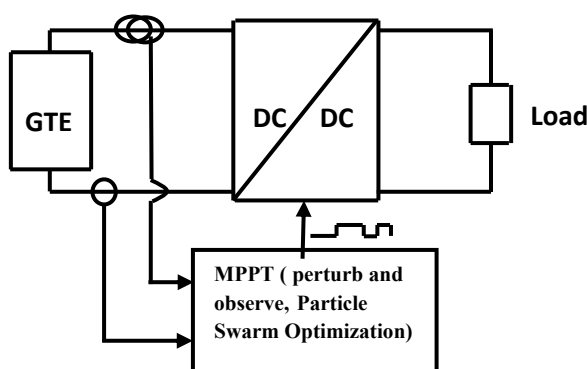 GTE
DC
DC
Load
MPPT ( perturb and
observe, Particle
Swarm Optimization)